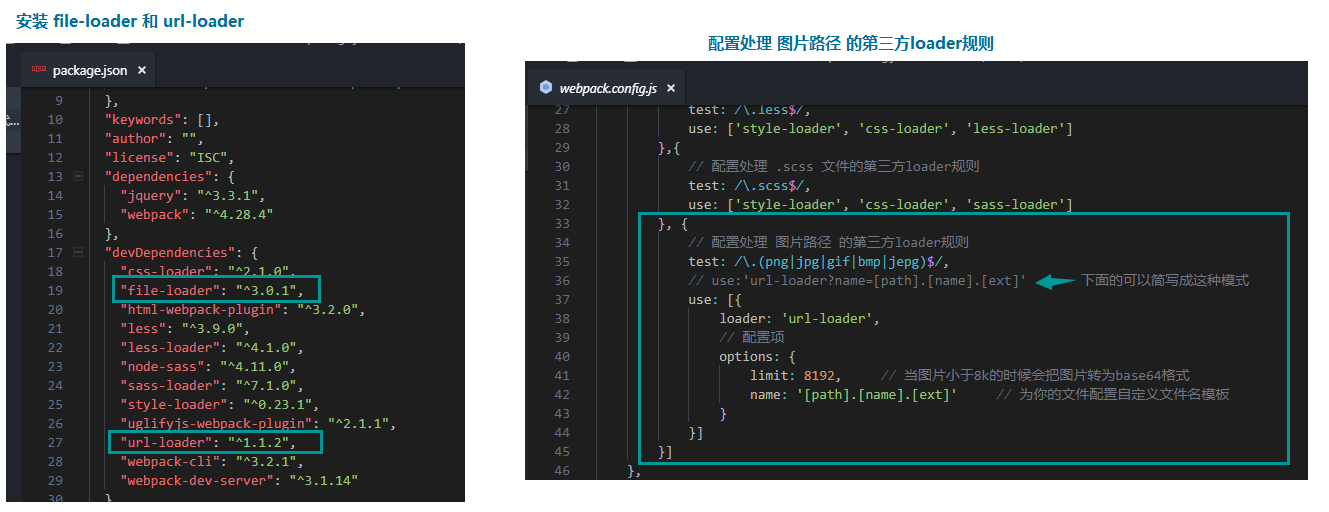 安装 file-loader 和 url-loader
package.json ×
9 },
10 "keywords": [],
11 "author": "",
12 "license": "ISC",
13 "dependencies": {
14 "jquery": "^3.3.1",
15 "webpack": "^4.28.4"
16 },
17 "devDependencies": {
18 "css-loader": "^2.1.0",
19 "file-loader": "^3.0.1",
20 "html-webpack-plugin": "^3.2.0",
21 "less": "^3.9.0",
22 "less-loader": "^4.1.0",
23 "node-sass": "^4.11.0",
24 "sass-loader": "^7.1.0",
25 "style-loader": "^0.23.1",
26 "uglifyjs-webpack-plugin": "^2.1.1",
27 "url-loader": "^1.1.2",
28 "webpack-cli": "^3.2.1",
29 "webpack-dev-server": "^3.1.14"
30 }
配置处理 图片路径 的第三方loader规则
webpack.config.js ×
27 test: /\.less$/,
28 use: ['style-loader', 'css-loader', 'less-loader']
29 },{
30 // 配置处理 .scss 文件的第三方loader规则
31 test: /\.scss$/,
32 use: ['style-loader', 'css-loader', 'sass-loader']
33 }, {
34 // 配置处理 图片路径 的第三方loader规则
35 test: /\.(png|jpg|gif|bmp|jepg)$/,
36 // use:'url-loader?name=[path].[name].[ext]' 下面的可以简写成这种模式
37 use: [{
38 loader: 'url-loader',
39 // 配置项
40 options: {
41 limit: 8192, // 当图片小于8k的时候会把图片转为base64格式
42 name: '[path].[name].[ext]' // 为你的文件配置自定义文件名模板
43 }
44 }]
45 }]
46 },